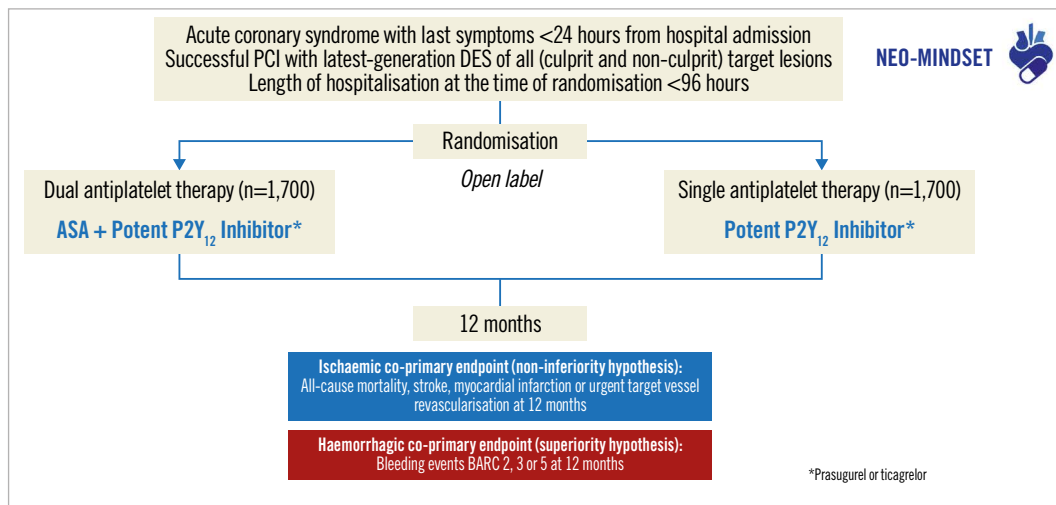 Acute coronary syndrome with last symptoms <24 hours from hospital admission
Successful PCI with latest-generation DES of all (culprit and non-culprit) target lesions
Length of hospitalisation at the time of randomisation <96 hours
NEO-MINDSET
Randomisation
Open label
Dual antiplatelet therapy (n=1,700)
ASA + Potent P2Y₁₂ Inhibitor*
Single antiplatelet therapy (n=1,700)
Potent P2Y₁₂ Inhibitor*
12 months
Ischaemic co-primary endpoint (non-inferiority hypothesis):
All-cause mortality, stroke, myocardial infarction or urgent target vessel
revascularisation at 12 months
Haemorrhagic co-primary endpoint (superiority hypothesis):
Bleeding events BARC 2, 3 or 5 at 12 months
*Prasugurel or ticagrelor